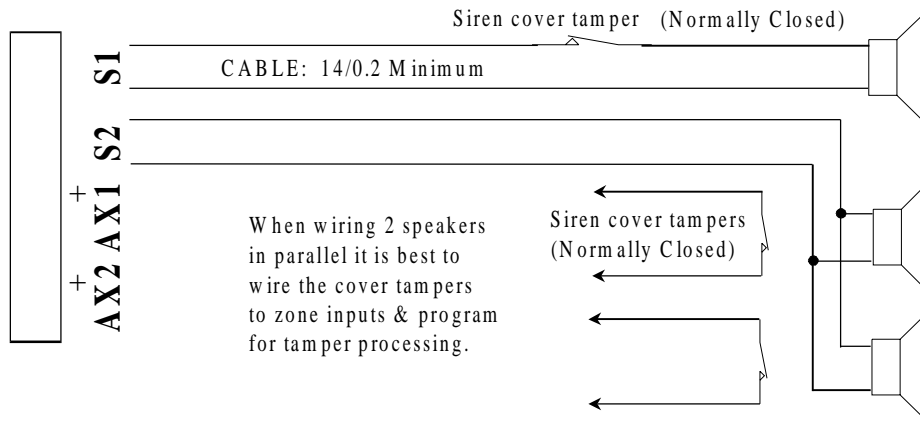 Siren cover tamper (Normally Closed)
S1
CABLE: 14/0.2 Minimum
S2
+
AX1
+
AX2
When wiring 2 speakers
in parallel it is best to
wire the cover tampers
to zone inputs & program
for tamper processing.
Siren cover tampers
(Normally Closed)